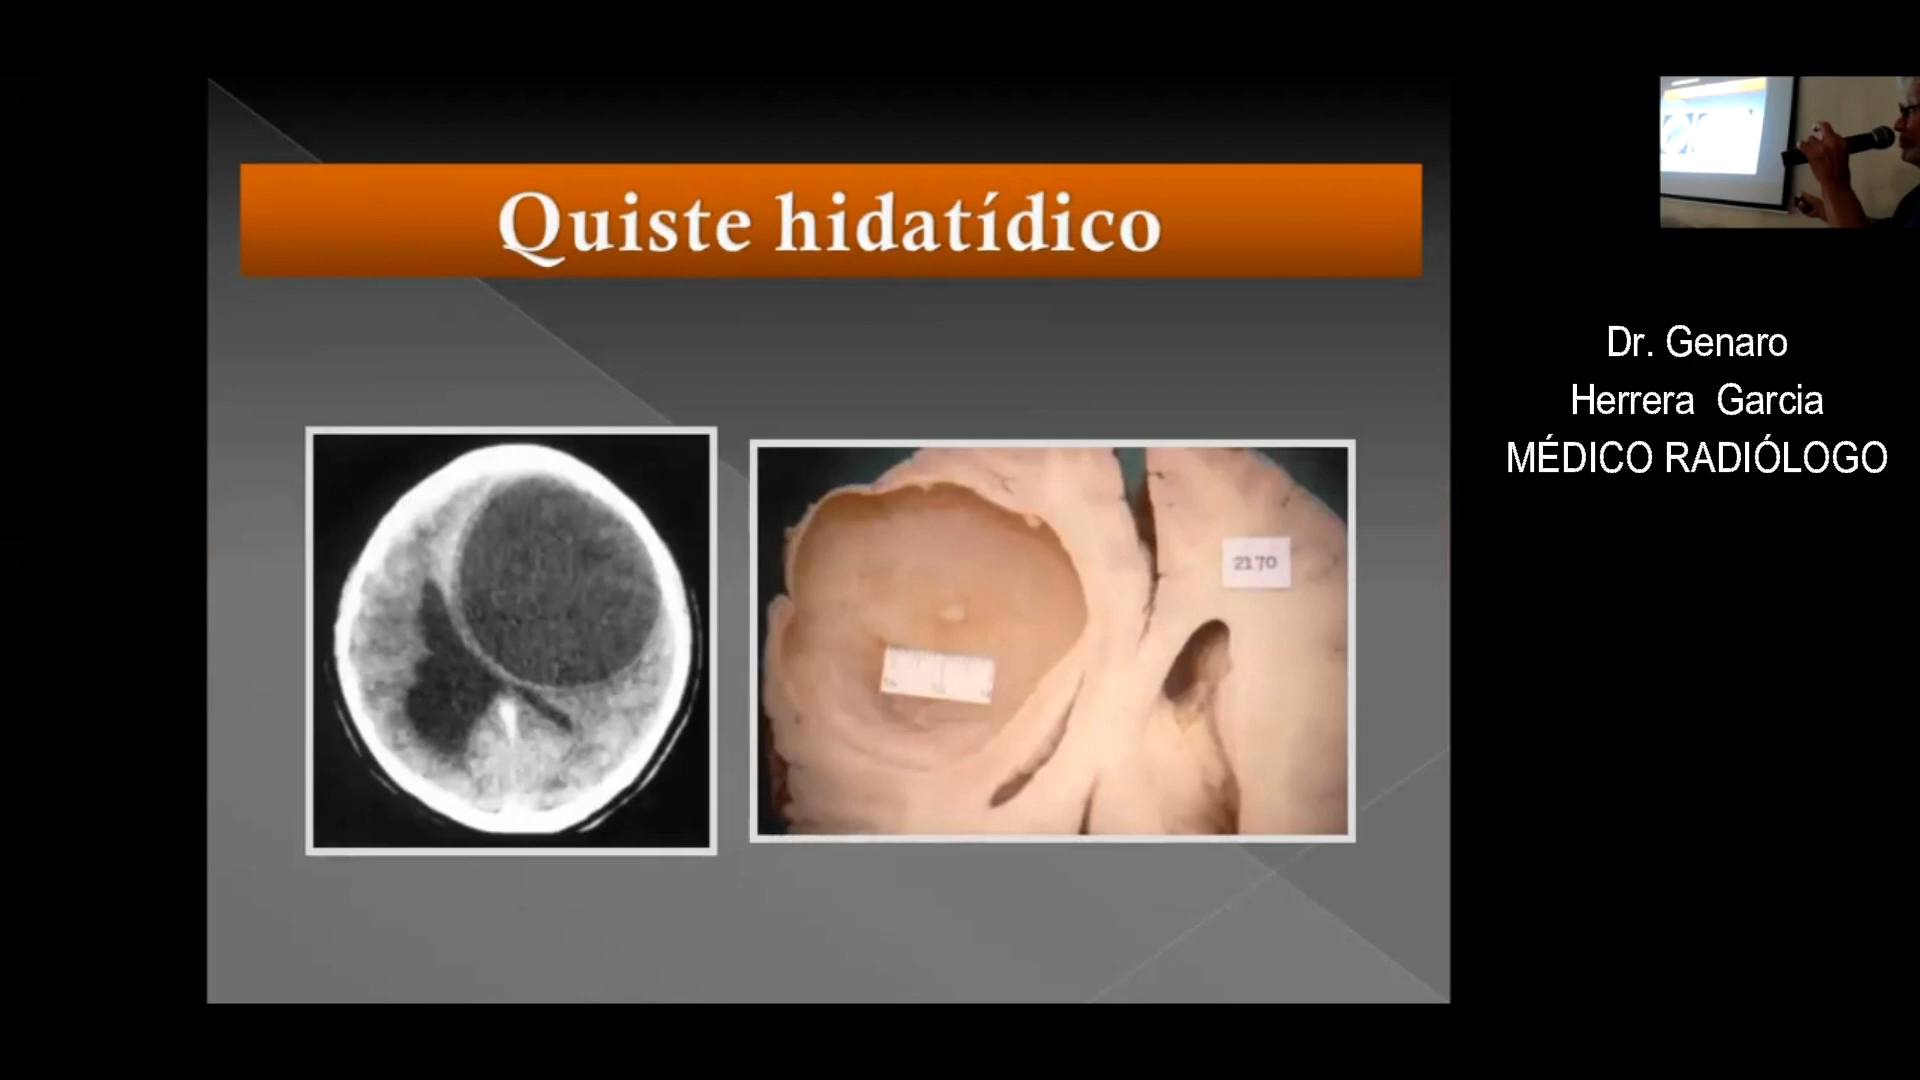 Quiste hidatídico
2170
Dr. Genaro
Herrera Garcia
MÉDICO RADIÓLOGO